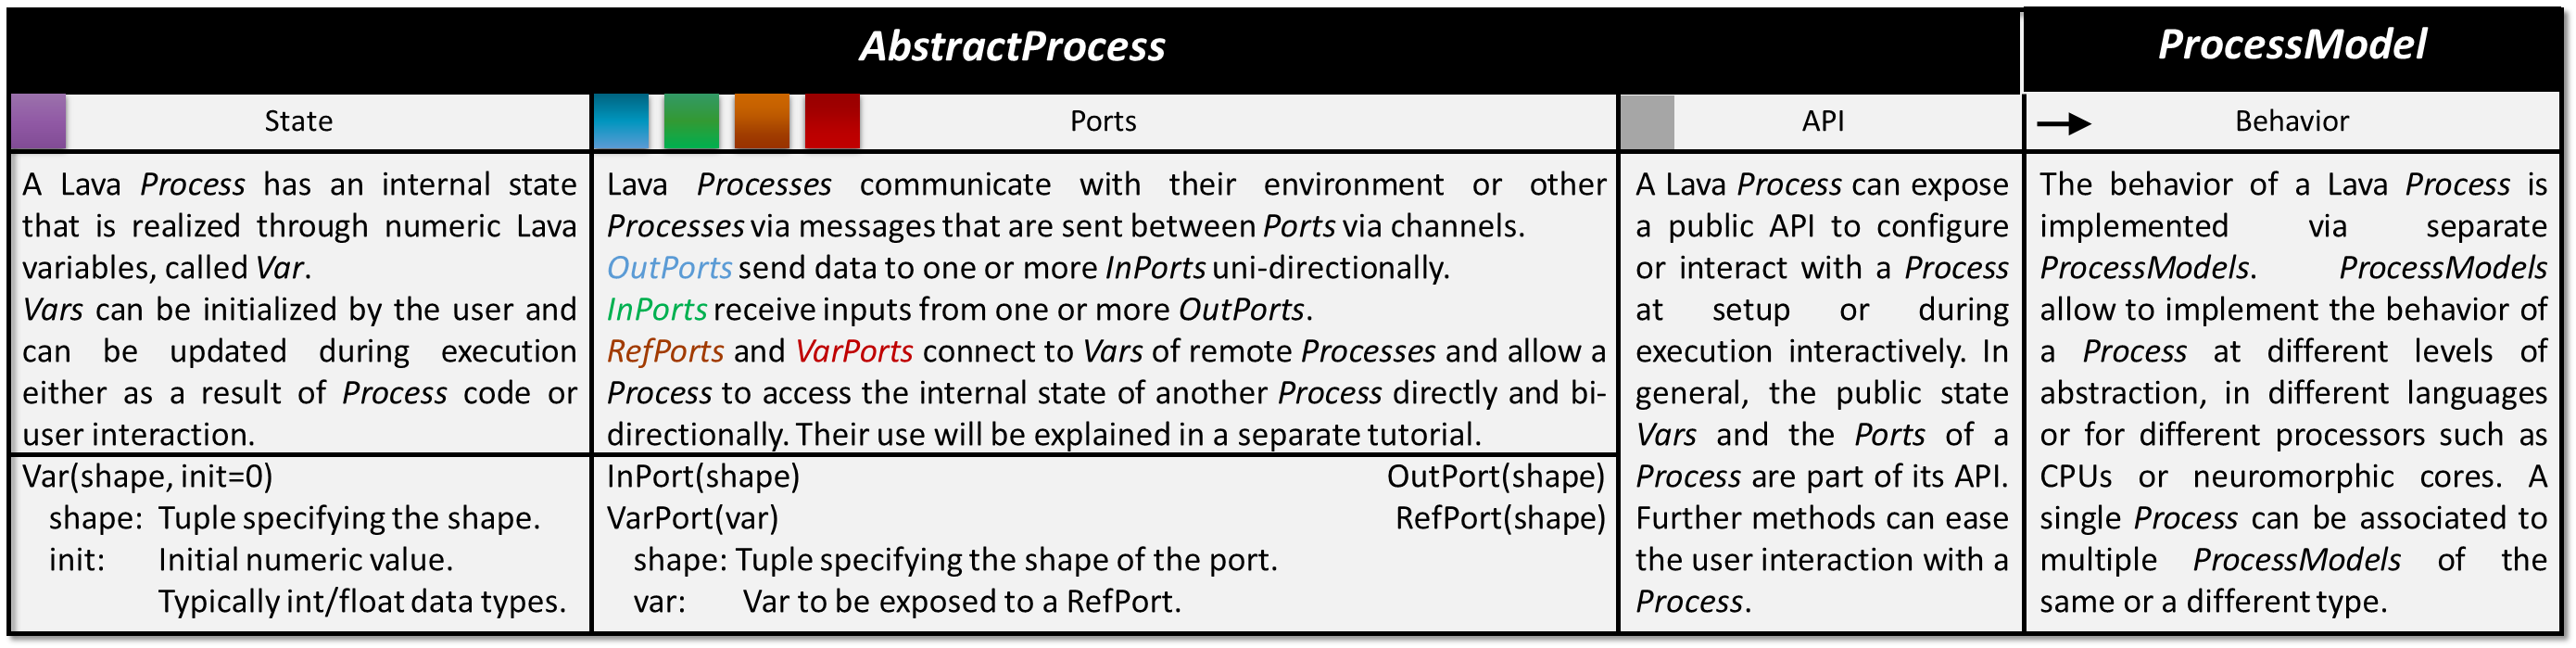 AbstractProcess
ProcessModel
State
Ports
API
Behavior
A Lava Process has an internal state
that is realized through numeric Lava
variables, called Var.
Vars can be initialized by the user and
can be updated during execution
either as a result of Process code or
user interaction.
Var(shape, init=0)
shape: Tuple specifying the shape.
init: Initial numeric value.
Typically int/float data types.
Lava Processes communicate with their environment or other
Processes via messages that are sent between Ports via channels.
OutPorts send data to one or more InPorts uni-directionally.
InPorts receive inputs from one or more OutPorts.
RefPorts and VarPorts connect to Vars of remote Processes and allow a
Process to access the internal state of another Process directly and bi-
directionally. Their use will be explained in a separate tutorial.
InPort(shape) OutPort(shape)
VarPort(var) RefPort(shape)
shape: Tuple specifying the shape of the port.
var: Var to be exposed to a RefPort.
A Lava Process can expose
a public API to configure
or interact with a Process
at setup or during
execution interactively. In
general, the public state
Vars and the Ports of a
Process are part of its API.
Further methods can ease
the user interaction with a
Process.
The behavior of a Lava Process is
implemented via separate
ProcessModels. ProcessModels
allow to implement the behavior of
a Process at different levels of
abstraction, in different languages
or for different processors such as
CPUs or neuromorphic cores. A
single Process can be associated to
multiple ProcessModels of the
same or a different type.